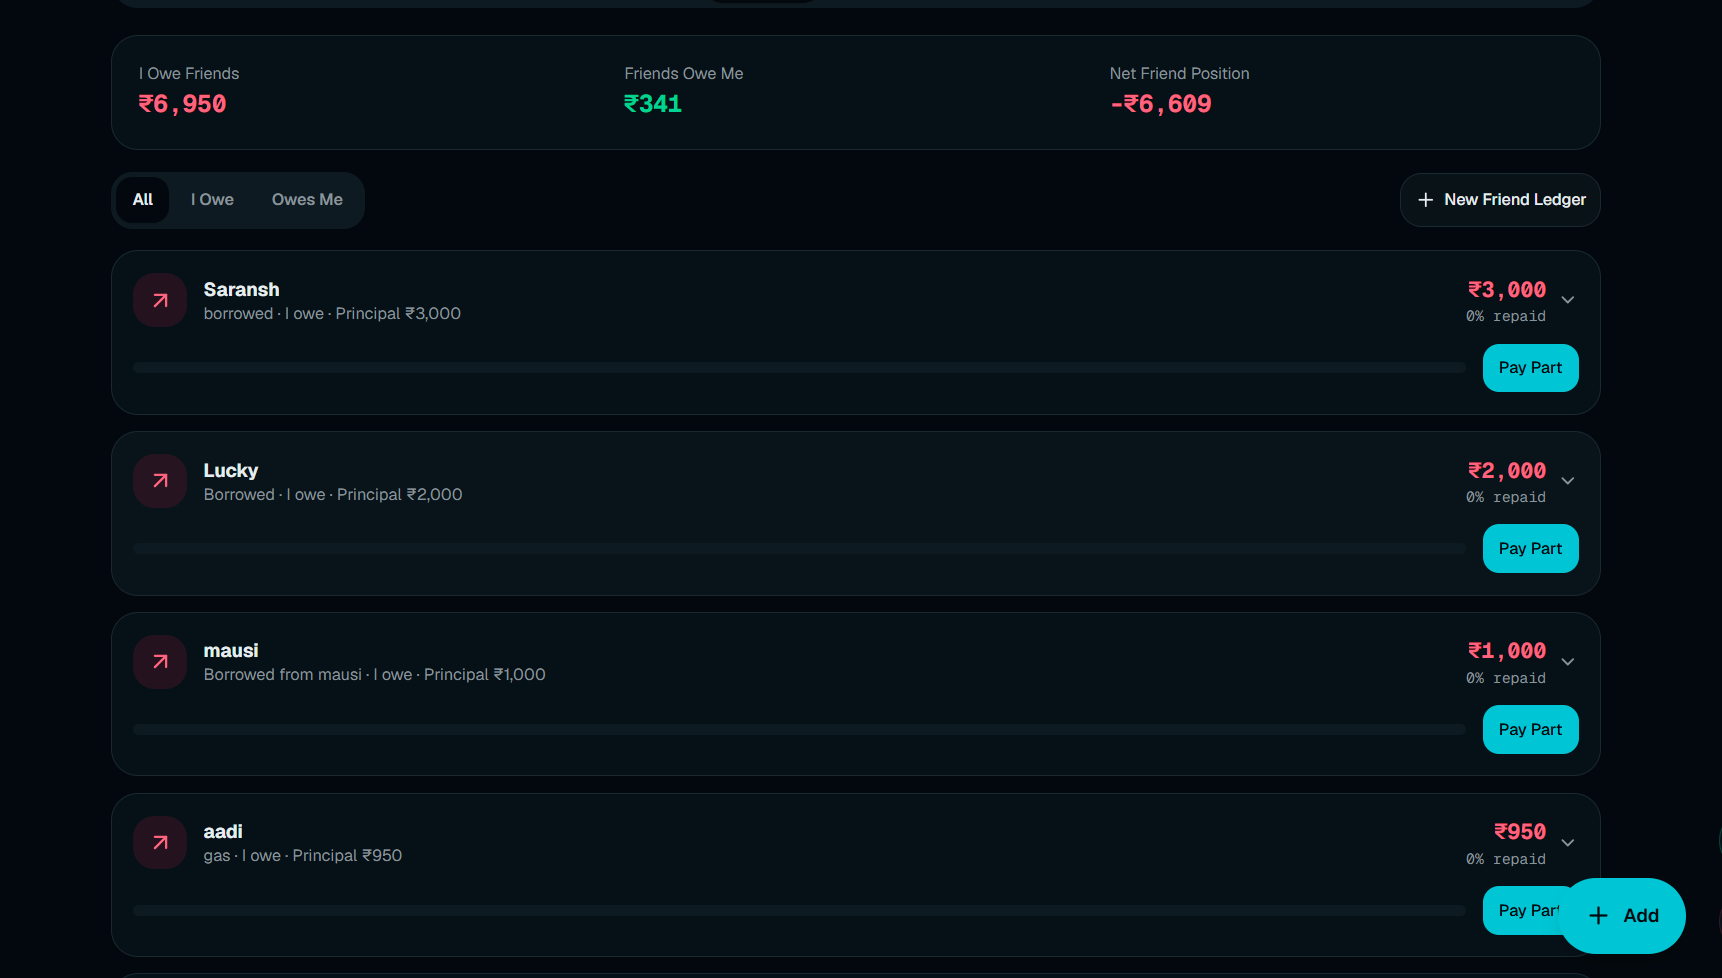 I Owe Friends
₹6,950
Friends Owe Me
₹341
Net Friend Position
-₹6,609
All
I Owe
Owes Me
+ New Friend Ledger
Saransh
borrowed · I owe · Principal ₹3,000
₹3,000
0% repaid
Pay Part
Lucky
Borrowed · I owe · Principal ₹2,000
₹2,000
0% repaid
Pay Part
mausi
Borrowed from mausi · I owe · Principal ₹1,000
₹1,000
0% repaid
Pay Part
aadi
gas · I owe · Principal ₹950
₹950
0% repaid
Pay Part
+ Add